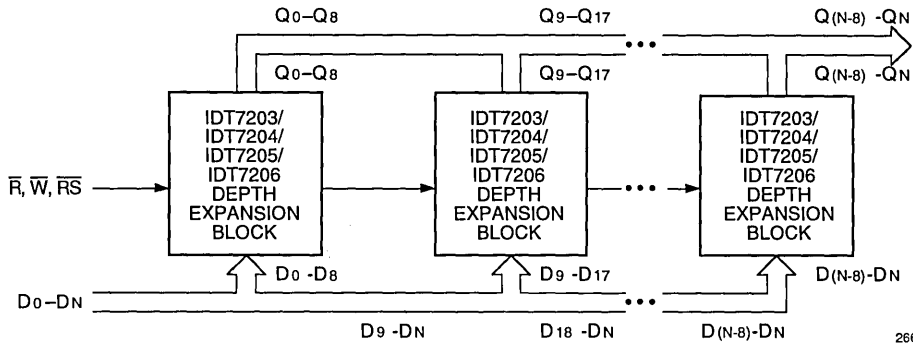 Q0–Q8 Q9–Q17 Q(N-8) -QN
Q0–Q8 Q9–Q17 Q(N-8) -QN
IDT7203/
IDT7204/
IDT7205/
IDT7206
DEPTH
EXPANSION
BLOCK
IDT7203/
IDT7204/
IDT7205/
IDT7206
DEPTH
EXPANSION
BLOCK
IDT7203/
IDT7204/
IDT7205/
IDT7206
DEPTH
EXPANSION
BLOCK
R̅, W̅, R̅S̅
D0 -D8 D9 -D17 D(N-8)-DN
D0–DN
D9 -DN D18 -DN D(N-8)-DN